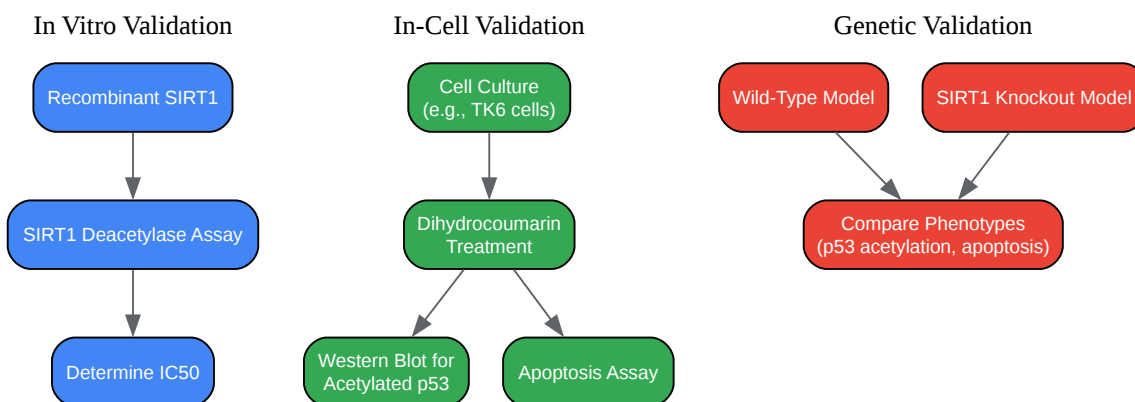 In Vitro Validation
Recombinant SIRT1
SIRT1 Deacetylase Assay
Determine IC50
In-Cell Validation
Cell Culture
(e.g., TK6 cells)
Dihydrocoumarin
Treatment
Western Blot for
Acetylated p53
Apoptosis Assay
Genetic Validation
Wild-Type Model
SIRT1 Knockout Model
Compare Phenotypes
(p53 acetylation, apoptosis)